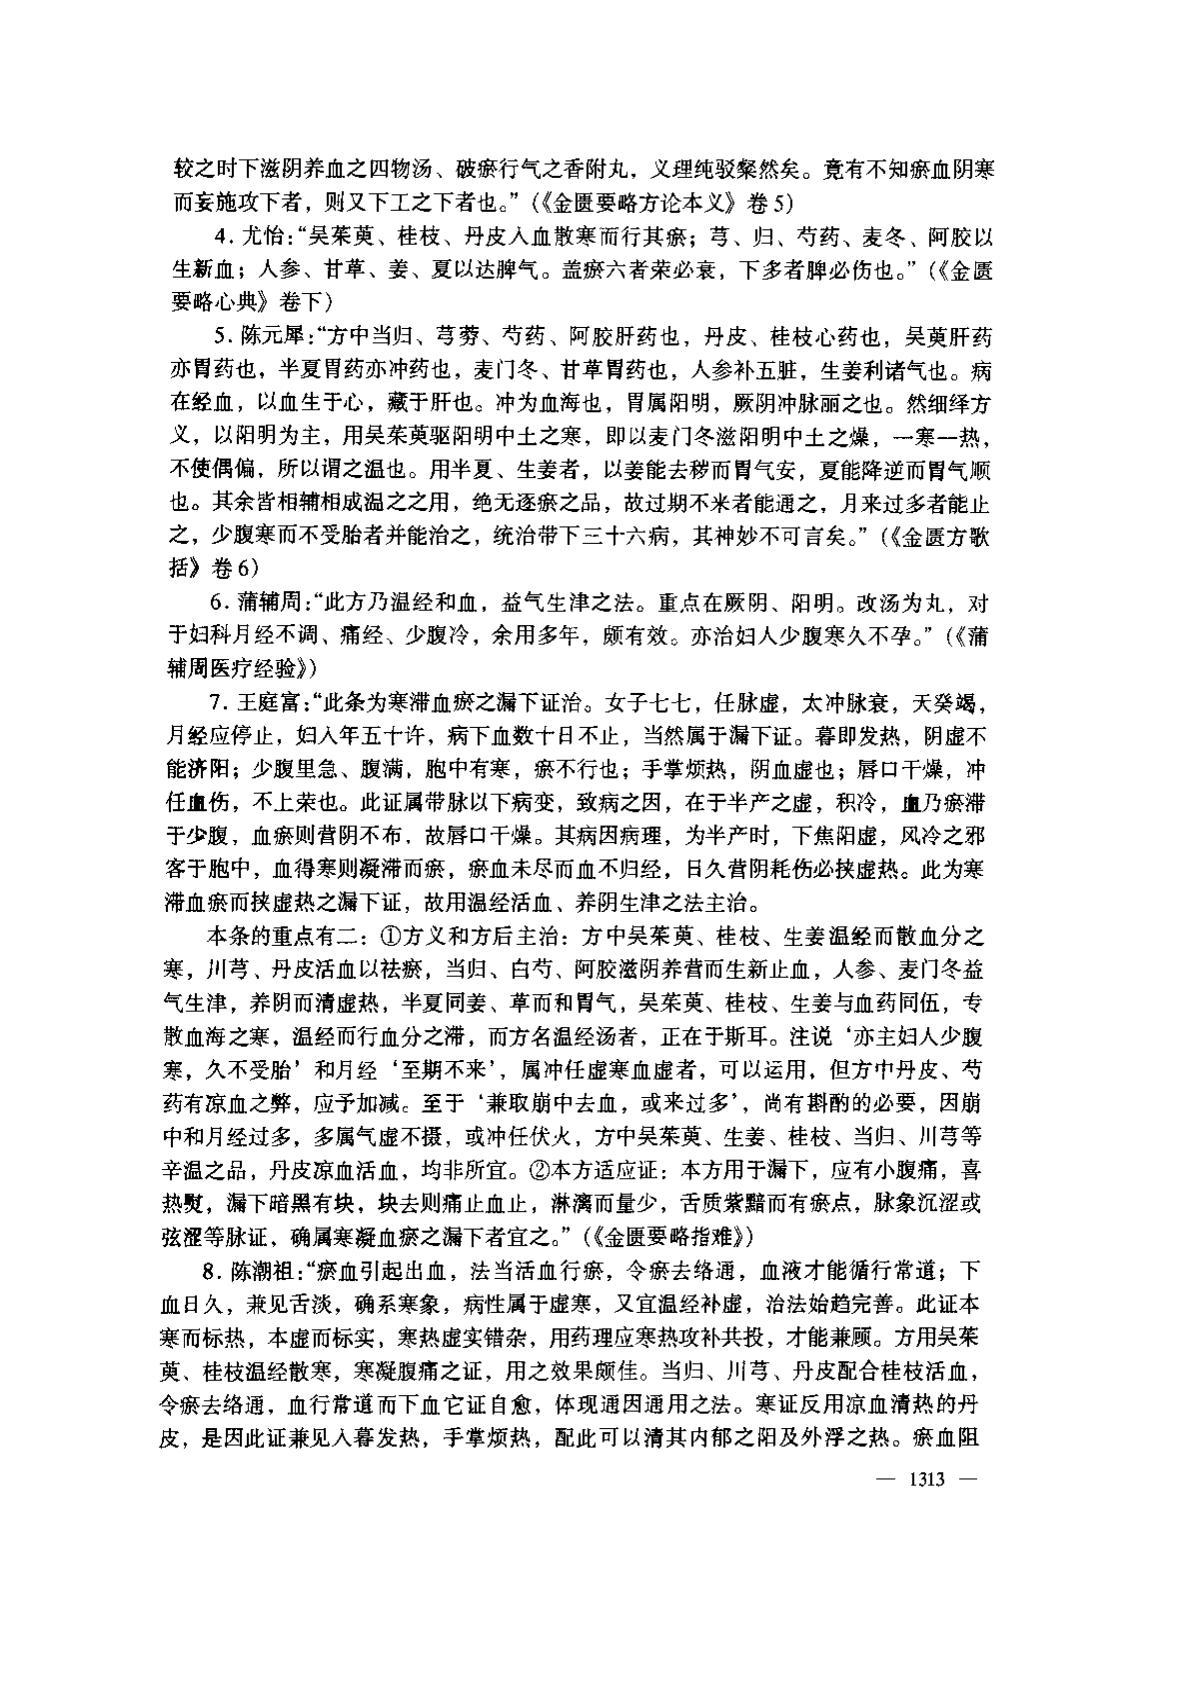 较之时下滋阴养血之四物汤、破瘀行气之香附丸，义理纯驳粲然矣。竟有不知瘀血阴寒
而妄施攻下者，则又下工之下者也。”（《金匮要略方论本义》卷5）
4. 尤怡：“吴茱萸、桂枝、丹皮入血散寒而行其瘀；芎、归、芍药、麦冬、阿胶以
生新血；人参、甘草、姜、夏以达脾气。盖瘀六者荣必衰，下多者脾必伤也。”（《金匮
要略心典》卷下）
5. 陈元犀：“方中当归、芎䓖、芍药、阿胶肝药也，丹皮、桂枝心药也，吴萸肝药
亦胃药也，半夏胃药亦冲药也，麦门冬、甘草胃药也，人参补五脏，生姜利诸气也。病
在经血，以血生于心，藏于肝也。冲为血海也，胃属阳明，厥阴冲脉丽之也。然细绎方
义，以阳明为主，用吴茱萸驱阳明中土之寒，即以麦门冬滋阳明中土之燥，一寒一热，
不使偶偏，所以谓之温也。用半夏、生姜者，以姜能去秽而胃气安，夏能降逆而胃气顺
也。其余皆相辅相成温之之用，绝无逐瘀之品，故过期不米者能通之，月来过多者能止
之，少腹寒而不受胎者并能治之，统治带下三十六病，其神妙不可言矣。”（《金匮方歌
括》卷6）
6. 蒲辅周：“此方乃温经和血，益气生津之法。重点在厥阴、阳明。改汤为丸，对
于妇科月经不调、痛经、少腹冷，余用多年，颇有效。亦治妇人少腹寒久不孕。”（《蒲
辅周医疗经验》）
7. 王庭富：“此条为寒滞血瘀之漏下证治。女子七七，任脉虚，太冲脉衰，天癸竭，
月经应停止，妇人年五十许，病下血数十日不止，当然属于漏下证。暮即发热，阴虚不
能济阳；少腹里急、腹满，胞中有寒，瘀不行也；手掌烦热，阴血虚也；唇口干燥，冲
任血伤，不上荣也。此证属带脉以下病变，致病之因，在于半产之虚，积冷，血乃瘀滞
于少腹，血瘀则营阴不布，故唇口干燥。其病因病理，为半产时，下焦阳虚，风冷之邪
客于胞中，血得寒则凝滞而瘀，瘀血未尽而血不归经，日久营阴耗伤必挟虚热。此为寒
滞血瘀而挟虚热之漏下证，故用温经活血、养阴生津之法主治。
本条的重点有二：①方义和方后主治：方中吴茱萸、桂枝、生姜温经而散血分之
寒，川芎、丹皮活血以祛瘀，当归、白芍、阿胶滋阴养营而生新止血，人参、麦门冬益
气生津，养阴而清虚热，半夏同姜、草而和胃气，吴茱萸、桂枝、生姜与血药同伍，专
散血海之寒，温经而行血分之滞，而方名温经汤者，正在于斯耳。注说‘亦主妇人少腹
寒，久不受胎’和月经‘至期不来’，属冲任虚寒血虚者，可以运用，但方中丹皮、芍
药有凉血之弊，应予加减。至于‘兼取崩中去血，或来过多’，尚有斟酌的必要，因崩
中和月经过多，多属气虚不摄，或冲任伏火，方中吴茱萸、生姜、桂枝、当归、川芎等
辛温之品，丹皮凉血活血，均非所宜。②本方适应证：本方用于漏下，应有小腹痛，喜
热熨，漏下暗黑有块，块去则痛止血止，淋漓而量少，舌质紫黯而有瘀点，脉象沉涩或
弦涩等脉证，确属寒凝血瘀之漏下者宜之。”（《金匮要略指难》）
8. 陈潮祖：“瘀血引起出血，法当活血行瘀，令瘀去络通，血液才能循行常道；下
血日久，兼见舌淡，确系寒象，病性属于虚寒，又宜温经补虚，治法始趋完善。此证本
寒而标热，本虚而标实，寒热虚实错杂，用药理应寒热攻补共投，才能兼顾。方用吴茱
萸、桂枝温经散寒，寒凝腹痛之证，用之效果颇佳。当归、川芎、丹皮配合桂枝活血，
令瘀去络通，血行常道而下血它证自愈，体现通因通用之法。寒证反用凉血清热的丹
皮，是因此证兼见入暮发热，手掌烦热，配此可以清其内郁之阳及外浮之热。瘀血阻
— 1313 —